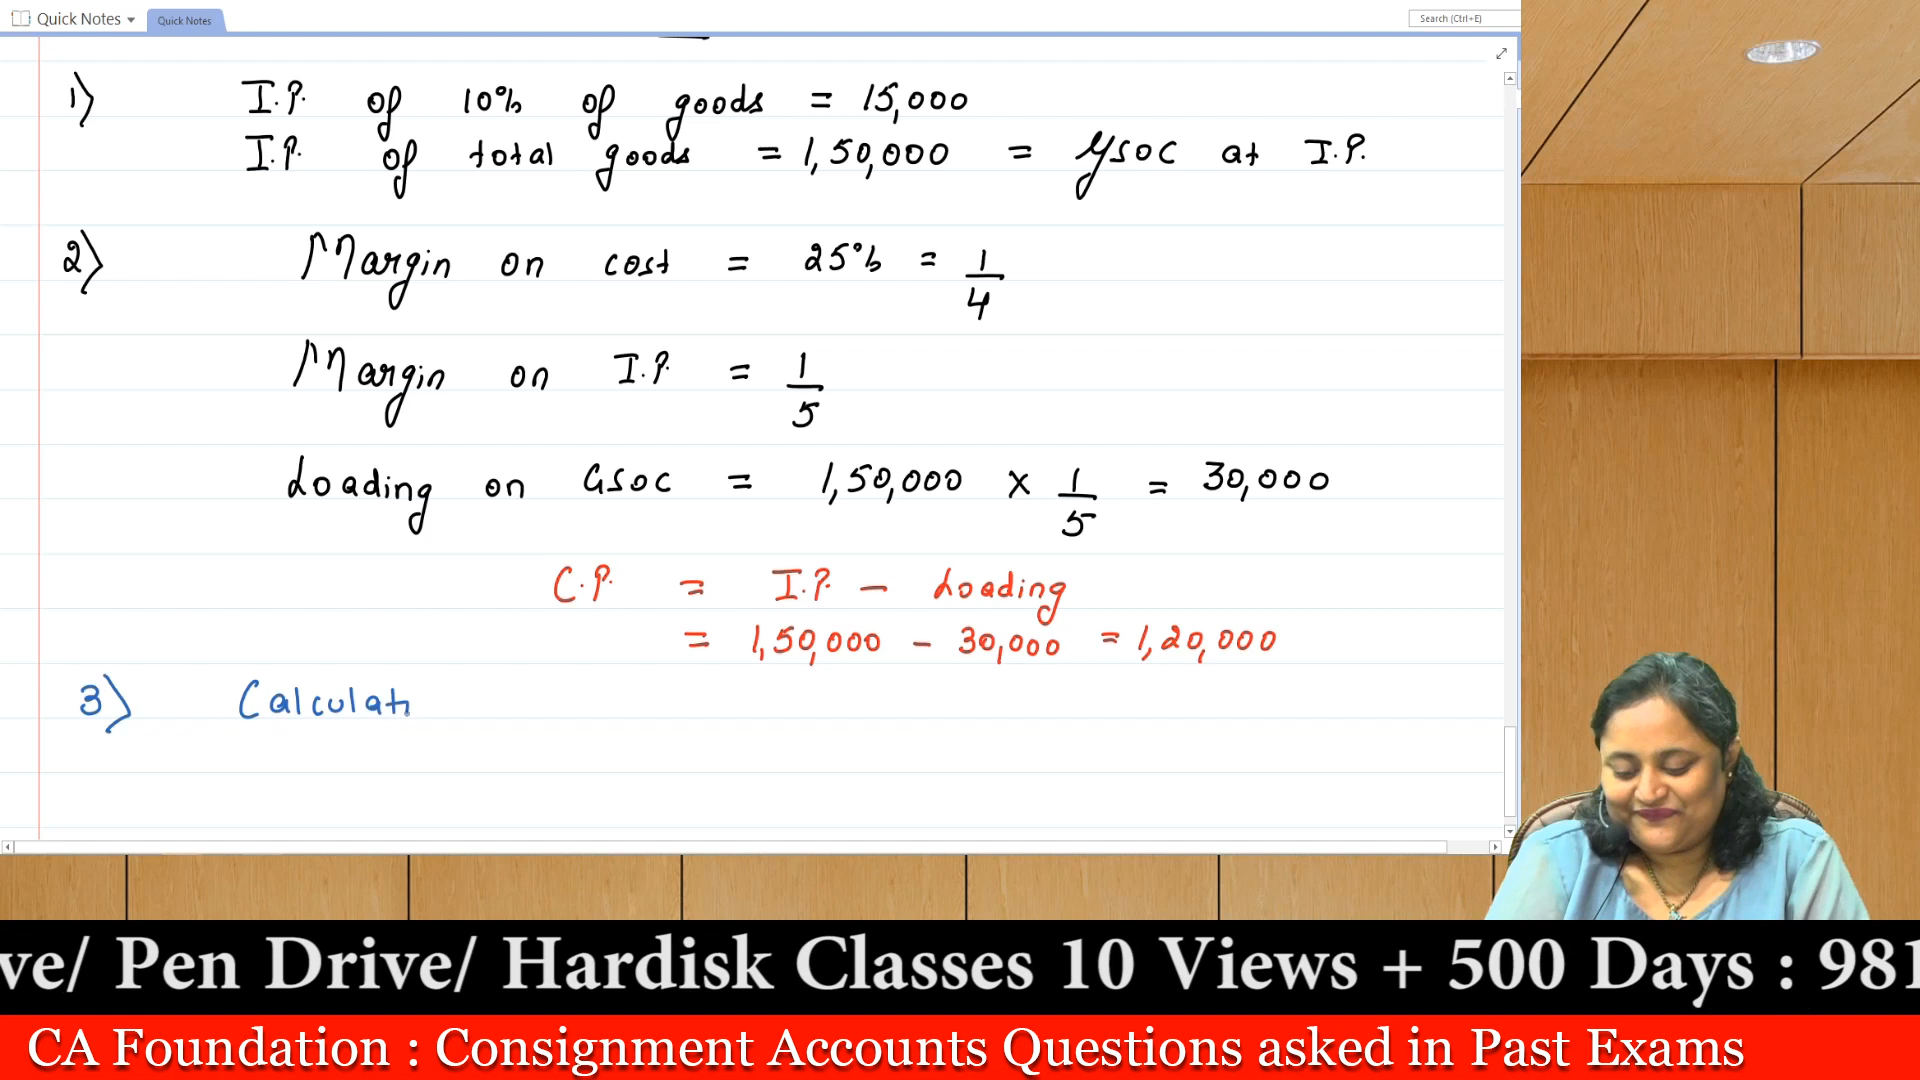 Quick Notes
Quick Notes
Search (Ctrl+E)
1) I.P. of 10% of goods = 15,000
I.P. of total goods = 1,50,000 = GSOC at I.P.
2) Margin on cost = 25% = 1/4
Margin on I.P. = 1/5
Loading on GSOC = 1,50,000 × 1/5 = 30,000
C.P. = I.P. - Loading
= 1,50,000 - 30,000 = 1,20,000
3) Calculati
ve/ Pen Drive/ Hardisk Classes 10 Views + 500 Days : 981
CA Foundation : Consignment Accounts Questions asked in Past Exams